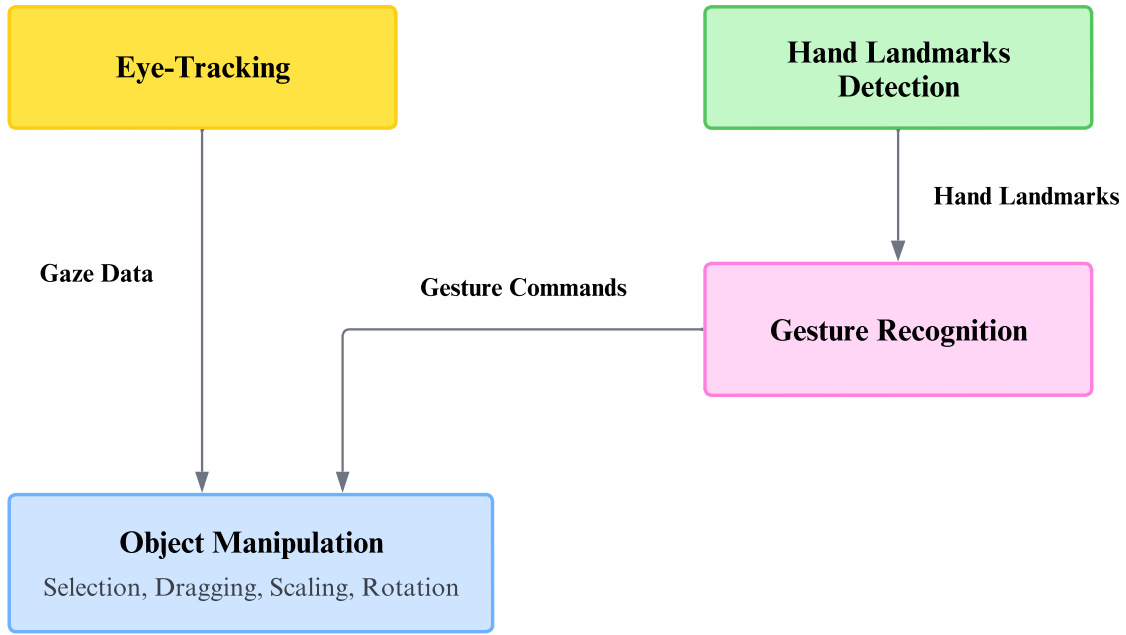 Eye-Tracking
Hand Landmarks
Detection
Hand Landmarks
Gaze Data
Gesture Commands
Gesture Recognition
Object Manipulation
Selection, Dragging, Scaling, Rotation